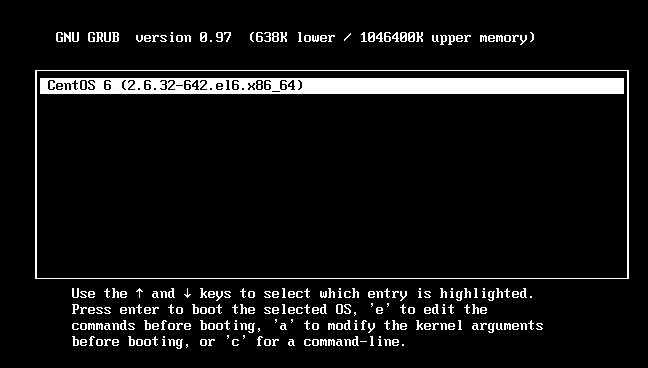 GNU GRUB  version 0.97  (638K lower / 1046400K upper memory)
CentOS 6 (2.6.32-642.el6.x86_64)
Use the ↑ and ↓ keys to select which entry is highlighted.
Press enter to boot the selected OS, 'e' to edit the
commands before booting, 'a' to modify the kernel arguments
before booting, or 'c' for a command-line.